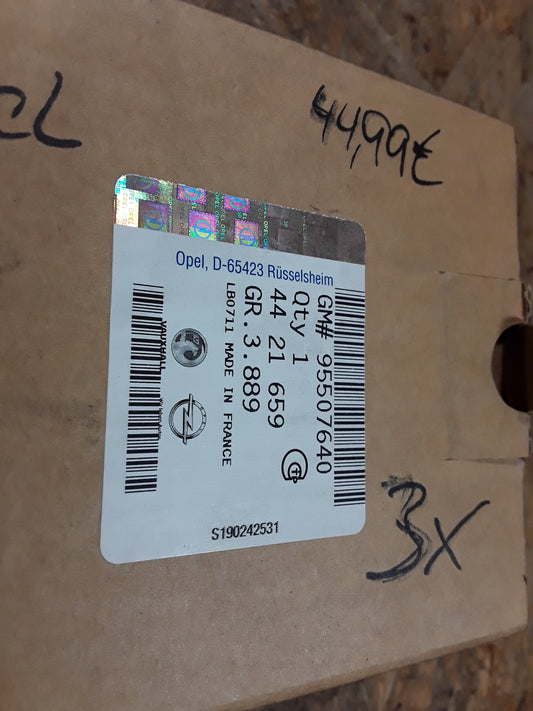 44,99€
Opel, D-65423 Rüsselsheim
GM# 95507640
Qty 1
44 21 659
GR.3.889
LB0711 MADE IN FRANCE
VAUXHALL
S190242531
3X